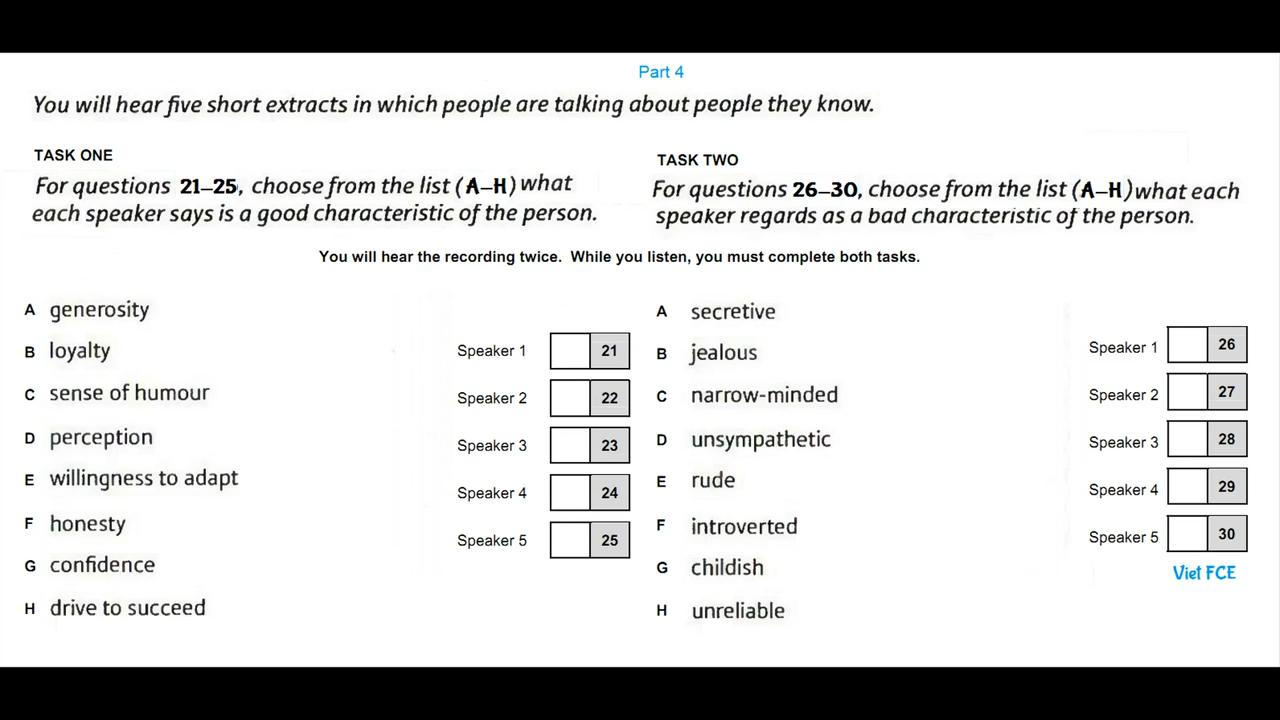 Part 4
You will hear five short extracts in which people are talking about people they know.
TASK ONE
For questions 21–25, choose from the list (A–H) what
each speaker says is a good characteristic of the person.
TASK TWO
For questions 26–30, choose from the list (A–H) what each
speaker regards as a bad characteristic of the person.
You will hear the recording twice. While you listen, you must complete both tasks.
A generosity
B loyalty
C sense of humour
D perception
E willingness to adapt
F honesty
G confidence
H drive to succeed
Speaker 1 21
Speaker 2 22
Speaker 3 23
Speaker 4 24
Speaker 5 25
A secretive
B jealous
C narrow-minded
D unsympathetic
E rude
F introverted
G childish
H unreliable
Speaker 1 26
Speaker 2 27
Speaker 3 28
Speaker 4 29
Speaker 5 30
Viet FCE